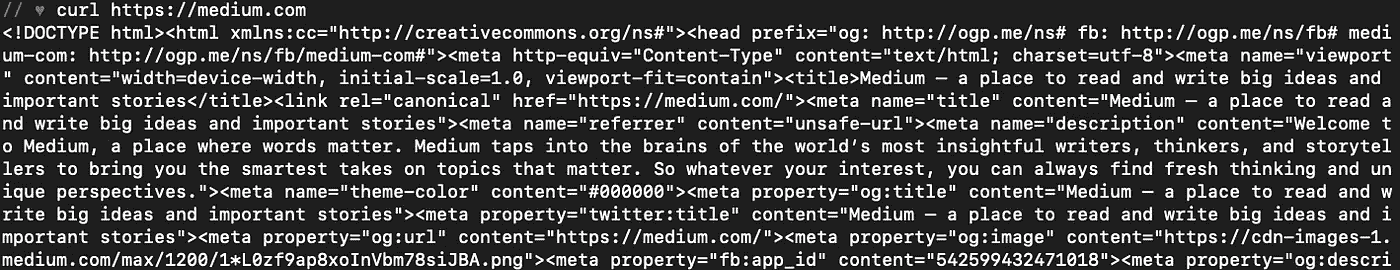 // ♥ curl https://medium.com
<!DOCTYPE html><html xmlns:cc="http://creativecommons.org/ns#"><head prefix="og: http://ogp.me/ns# fb: http://ogp.me/ns/fb# medi
um-com: http://ogp.me/ns/fb/medium-com#"><meta http-equiv="Content-Type" content="text/html; charset=utf-8"><meta name="viewport
" content="width=device-width, initial-scale=1.0, viewport-fit=contain"><title>Medium – a place to read and write big ideas and 
important stories</title><link rel="canonical" href="https://medium.com/"><meta name="title" content="Medium – a place to read a
nd write big ideas and important stories"><meta name="referrer" content="unsafe-url"><meta name="description" content="Welcome t
o Medium, a place where words matter. Medium taps into the brains of the world’s most insightful writers, thinkers, and storytel
lers to bring you the smartest takes on topics that matter. So whatever your interest, you can always find fresh thinking and un
ique perspectives."><meta name="theme-color" content="#000000"><meta property="og:title" content="Medium – a place to read and w
rite big ideas and important stories"><meta property="twitter:title" content="Medium – a place to read and write big ideas and i
mportant stories"><meta property="og:url" content="https://medium.com/"><meta property="og:image" content="https://cdn-images-1.
medium.com/max/1200/1*L0zf9ap8xoInVbm78siJBA.png"><meta property="fb:app_id" content="542599432471018"><meta property="og:descri